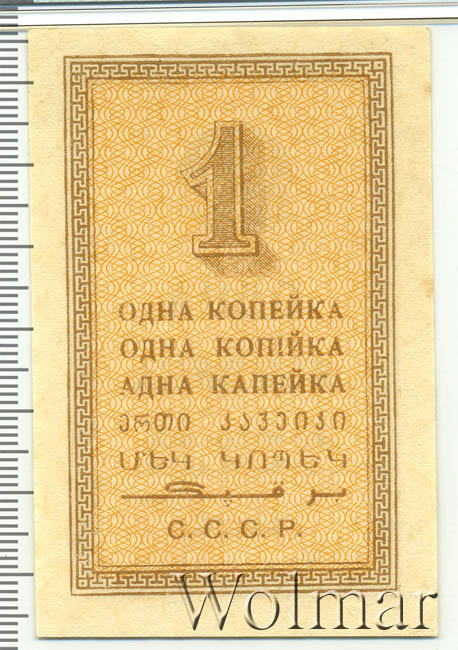 1
ОДНА КОПЕЙКА
ОДНА КОПІЙКА
АДНА КАПЕЙКА
ერთი კაპეიკი
ՄԵԿ ԿՈՊԵԿ
С. С. С. Р.
Wolmar